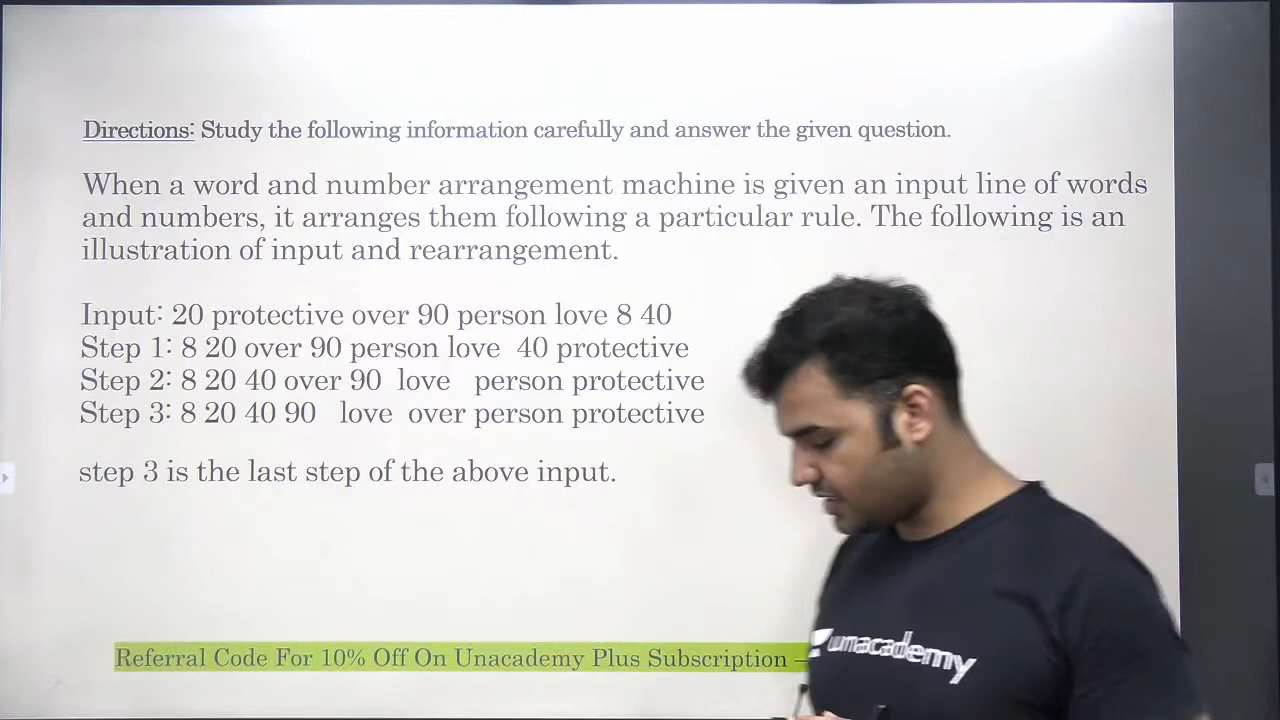 Directions: Study the following information carefully and answer the given question.
When a word and number arrangement machine is given an input line of words
and numbers, it arranges them following a particular rule. The following is an
illustration of input and rearrangement.
Input: 20 protective over 90 person love 8 40
Step 1: 8 20 over 90 person love 40 protective
Step 2: 8 20 40 over 90 love person protective
Step 3: 8 20 40 90 love over person protective
step 3 is the last step of the above input.
Referral Code For 10% Off On Unacademy Plus Subscription –
unacademy